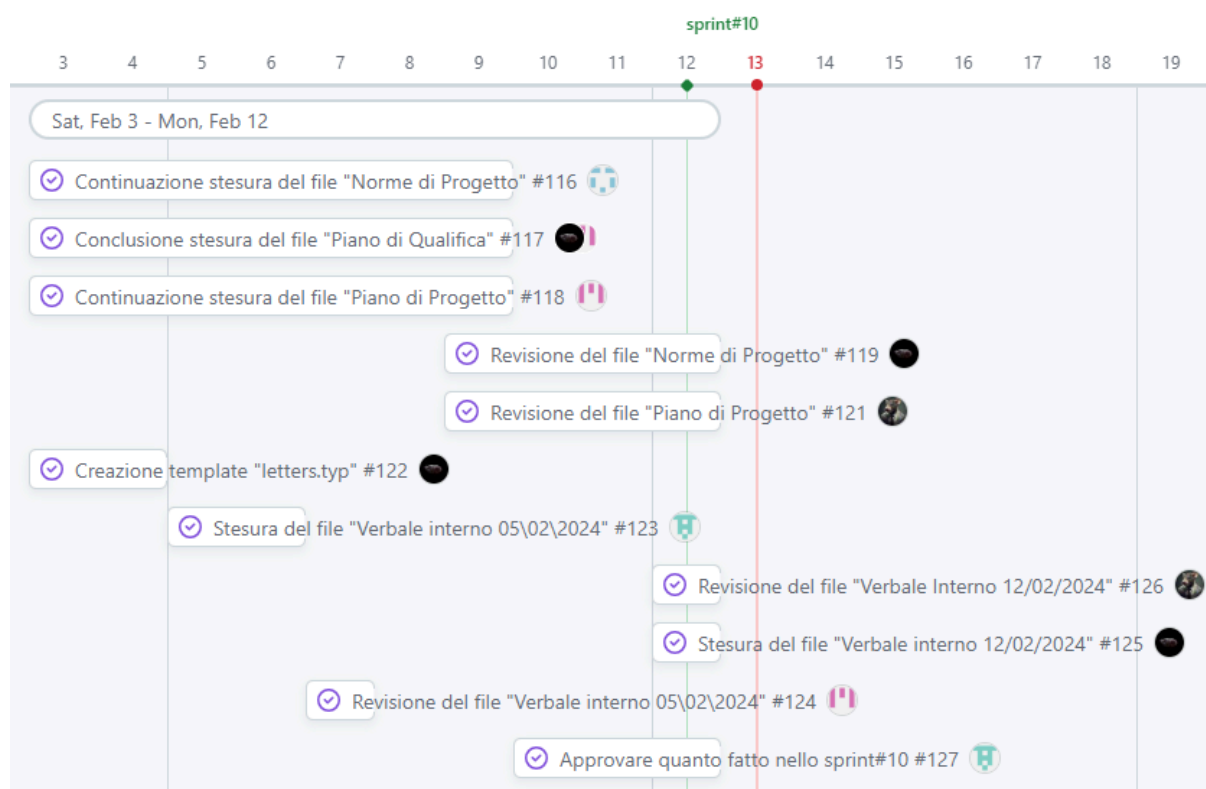 sprint#10
3 4 5 6 7 8 9 10 11 12 13 14 15 16 17 18 19
Sat, Feb 3 - Mon, Feb 12
Continuazione stesura del file "Norme di Progetto" #116
Conclusione stesura del file "Piano di Qualifica" #117
Continuazione stesura del file "Piano di Progetto" #118
Revisione del file "Norme di Progetto" #119
Revisione del file "Piano di Progetto" #121
Creazione template "letters.typ" #122
Stesura del file "Verbale interno 05\02\2024" #123
Revisione del file "Verbale Interno 12/02/2024" #126
Stesura del file "Verbale interno 12/02/2024" #125
Revisione del file "Verbale interno 05\02\2024" #124
Approvare quanto fatto nello sprint#10 #127